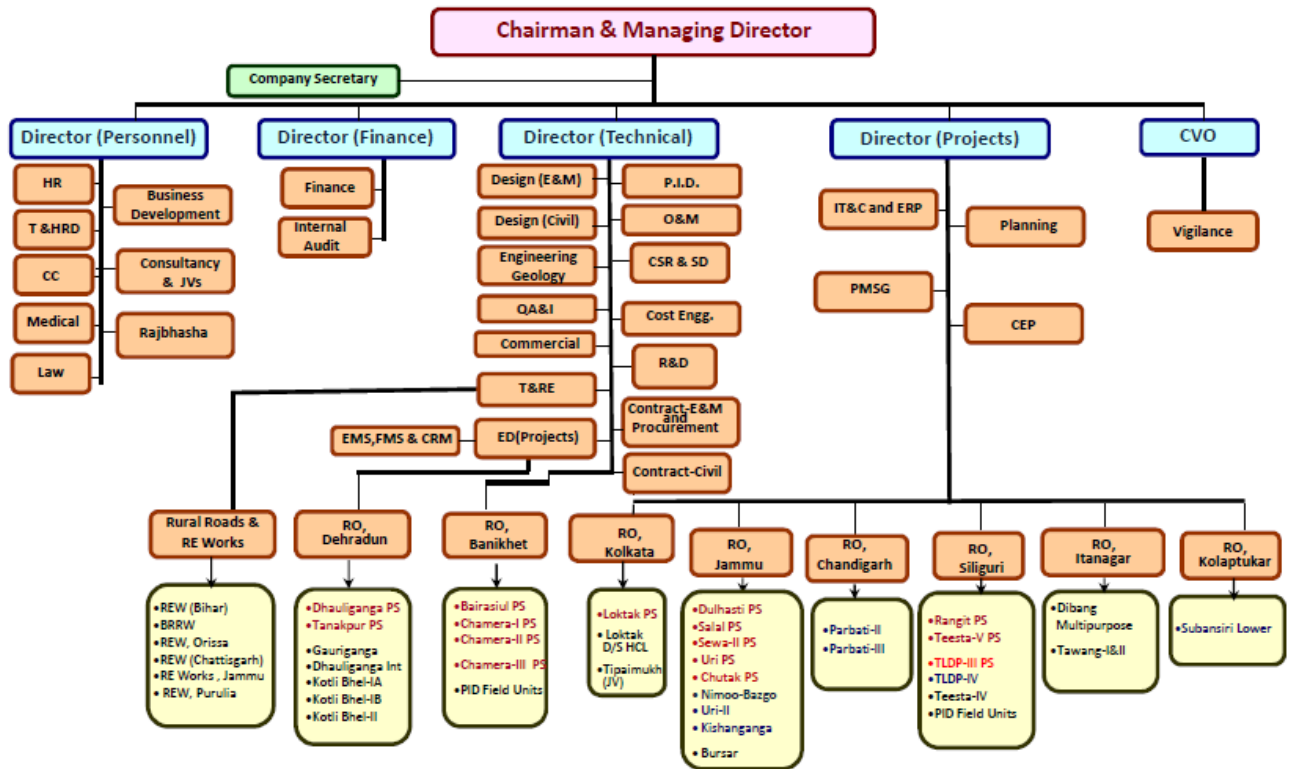 Chairman & Managing Director
Company Secretary
Director (Personnel)
Director (Finance)
Director (Technical)
Director (Projects)
CVO
HR
Business
Development
T &HRD
CC
Consultancy
& JVs
Medical
Rajbhasha
Law
Finance
Internal
Audit
Design (E&M)
P.I.D.
Design (Civil)
O&M
Engineering
Geology
CSR & SD
QA&I
Cost Engg.
Commercial
R&D
T&RE
Contract-E&M
and
Procurement
EMS,FMS & CRM
ED(Projects)
Contract-Civil
IT&C and ERP
Planning
PMSG
CEP
Vigilance
Rural Roads &
RE Works
•REW (Bihar)
•BRRW
•REW, Orissa
•REW (Chattisgarh)
•RE Works , Jammu
• REW, Purulia
RO,
Dehradun
•Dhauliganga PS
•Tanakpur PS
•Gauriganga
•Dhauliganga Int
•Kotli Bhel-IA
•Kotli Bhel-IB
•Kotli Bhel-II
RO,
Banikhet
•Bairasiul PS
•Chamera-I PS
•Chamera-II PS
•Chamera-III PS
•PID Field Units
RO,
Kolkata
•Loktak PS
• Loktak
D/S HCL
•Tipaimukh
(JV)
RO,
Jammu
•Dulhasti PS
•Salal PS
•Sewa-II PS
•Uri PS
•Chutak PS
•Nimoo-Bazgo
•Uri-II
•Kishanganga
• Bursar
RO,
Chandigarh
•Parbati-II
•Parbati-III
RO,
Siliguri
•Rangit PS
•Teesta-V PS
•TLDP-III PS
•TLDP-IV
•Teesta-IV
•PID Field Units
RO,
Itanagar
•Dibang
Multipurpose
•Tawang-I&II
RO,
Kolaptukar
•Subansiri Lower